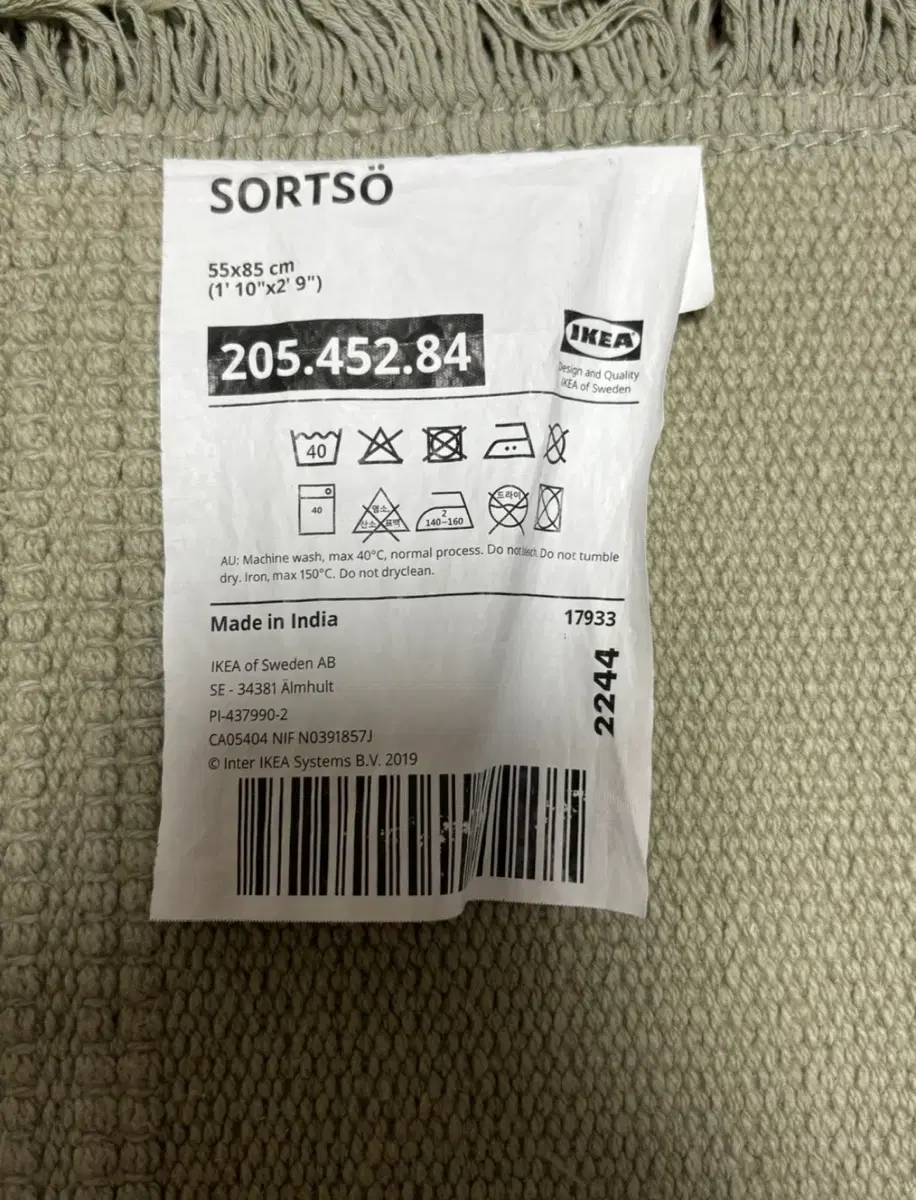 SORTSÖ
55x85 cm
(1' 10"x2' 9")
205.452.84
IKEA
Design and Quality
IKEA of Sweden
40
40
염소
산소 표백
2
140-160
드라이
AU: Machine wash, max 40°C, normal process. Do not bleach. Do not tumble
dry. Iron, max 150°C. Do not dryclean.
Made in India
17933
2244
IKEA of Sweden AB
SE - 34381 Älmhult
PI-437990-2
CA05404 NIF N0391857J
© Inter IKEA Systems B.V. 2019